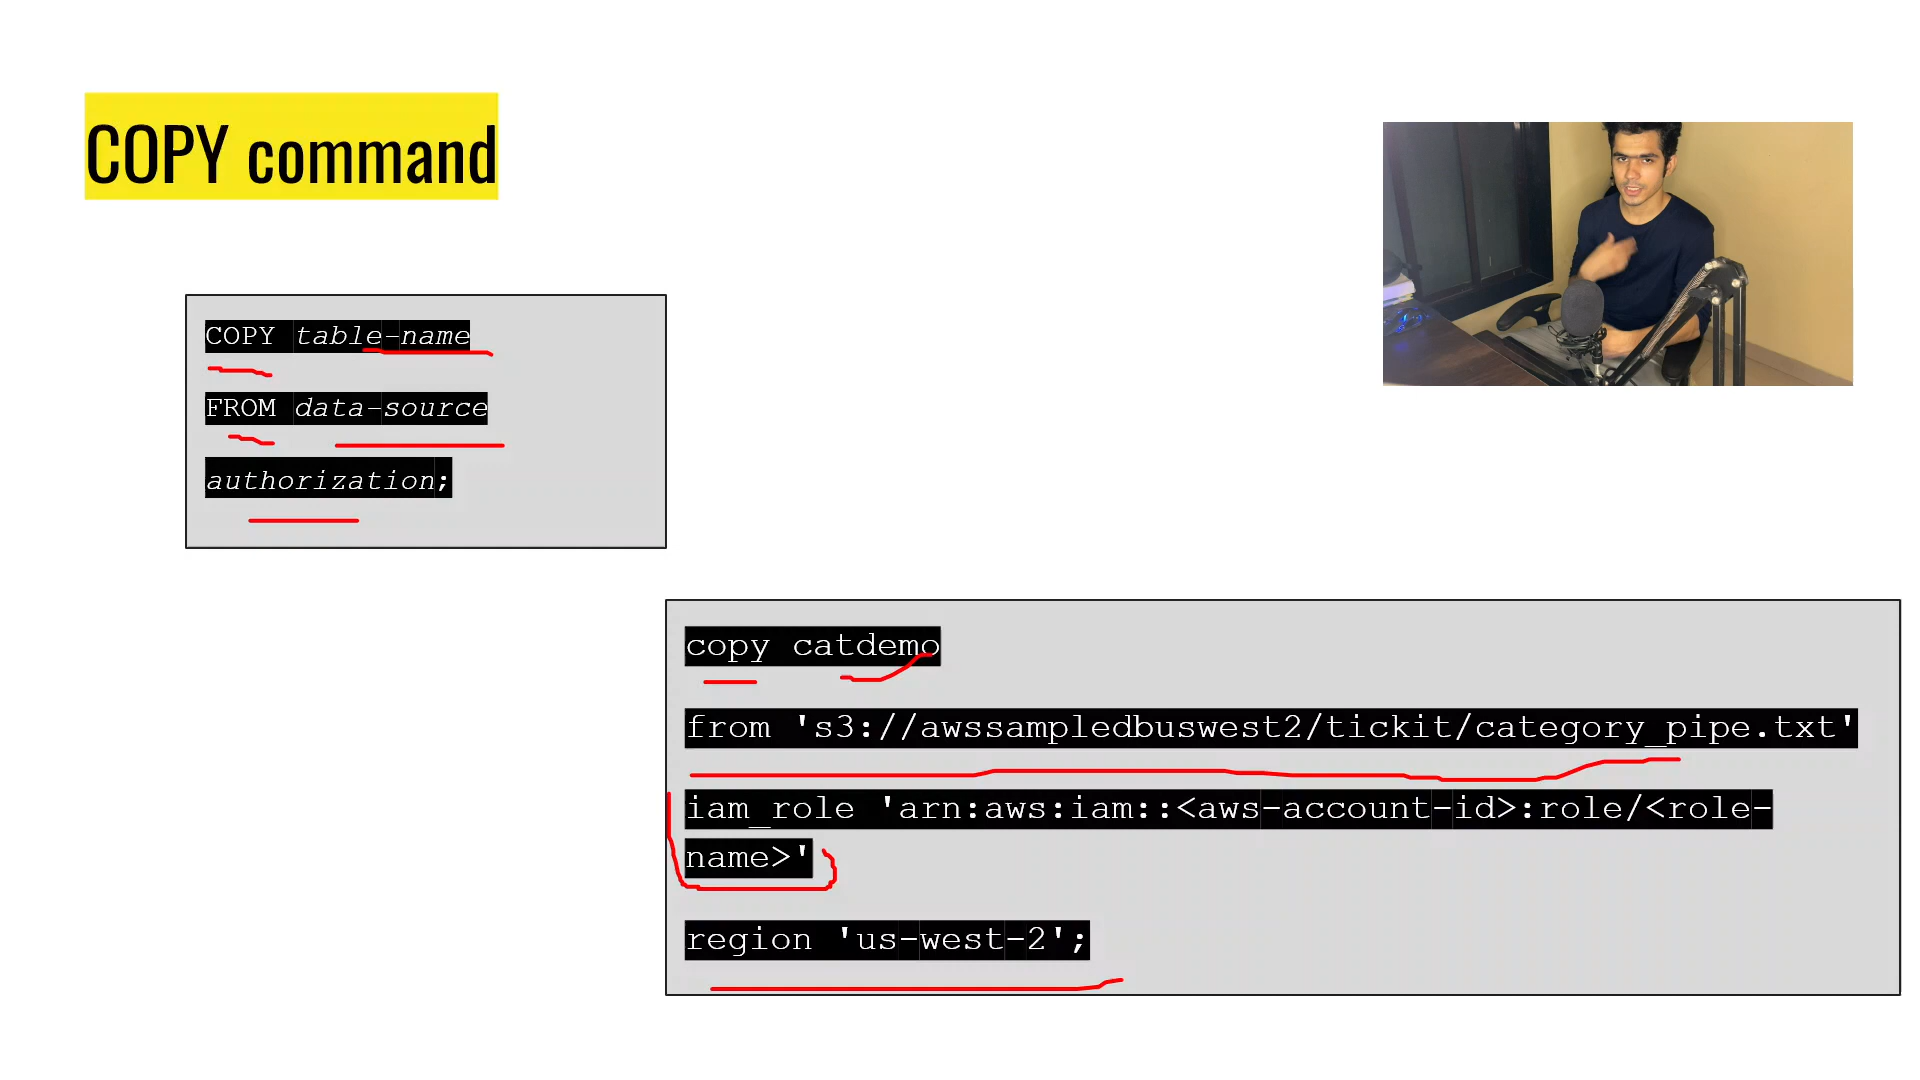 COPY command
COPY table-name
FROM data-source
authorization;
copy catdemo
from 's3://awssampledbuswest2/tickit/category_pipe.txt'
iam_role 'arn:aws:iam::<aws-account-id>:role/<role-
name>'
region 'us-west-2';